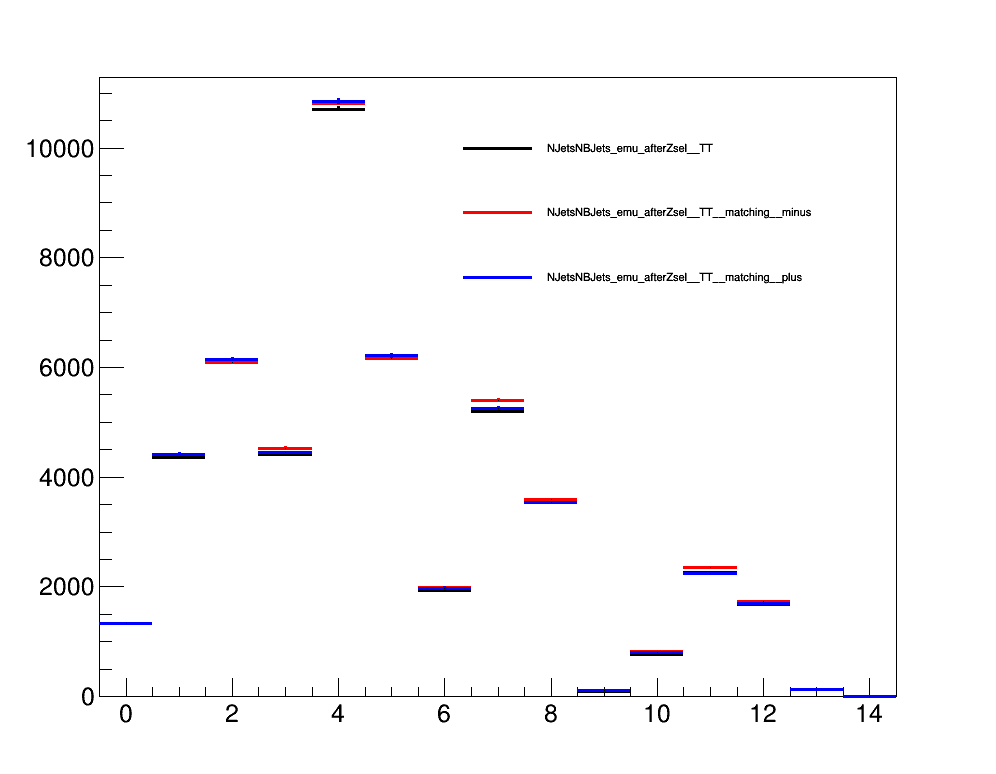 10000
8000
6000
4000
2000
0
NJetsNBJets_emu_afterZsel__TT
NJetsNBJets_emu_afterZsel__TT__matching__minus
NJetsNBJets_emu_afterZsel__TT__matching__plus
0 2 4 6 8 10 12 14